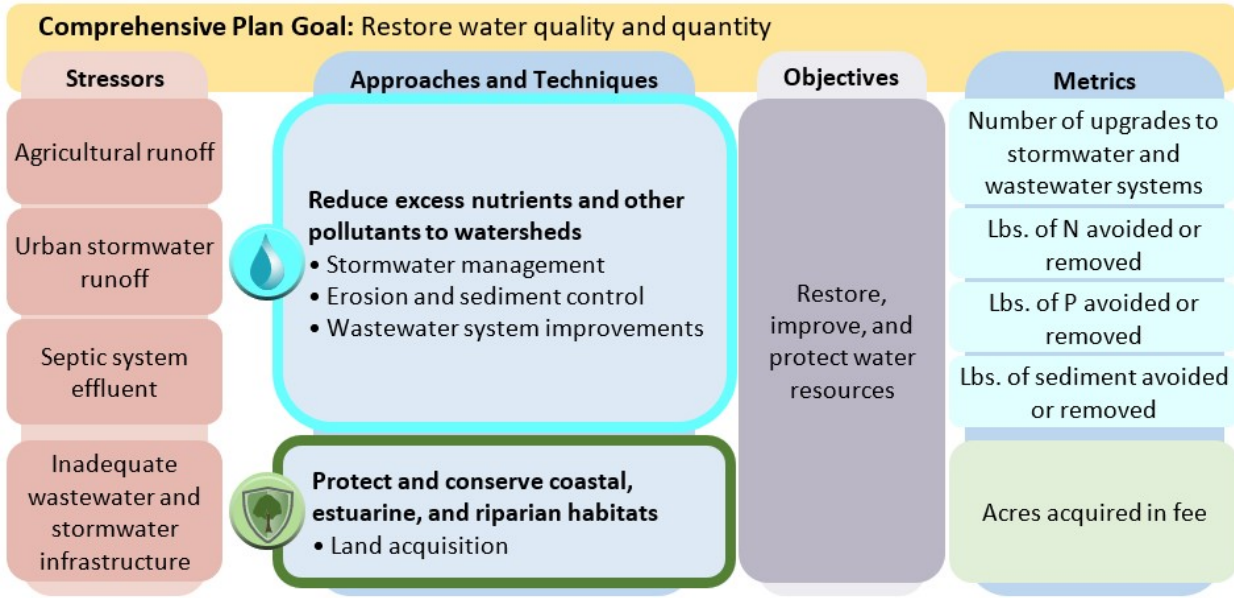 Comprehensive Plan Goal: Restore water quality and quantity
Stressors
Agricultural runoff
Urban stormwater
runoff
Septic system
effluent
Inadequate
wastewater and
stormwater
infrastructure
Approaches and Techniques
Reduce excess nutrients and other
pollutants to watersheds
• Stormwater management
• Erosion and sediment control
• Wastewater system improvements
Protect and conserve coastal,
estuarine, and riparian habitats
• Land acquisition
Objectives
Restore,
improve, and
protect water
resources
Metrics
Number of upgrades to
stormwater and
wastewater systems
Lbs. of N avoided or
removed
Lbs. of P avoided or
removed
Lbs. of sediment avoided
or removed
Acres acquired in fee